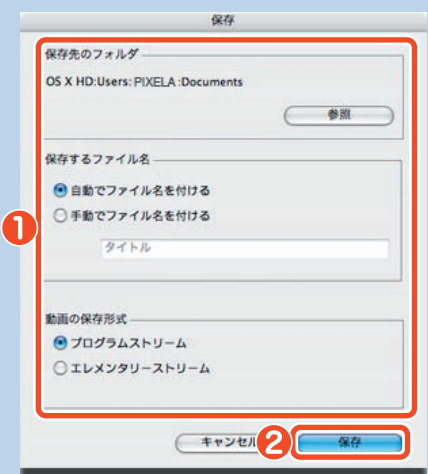 保存
保存先のフォルダ
OS X HD:Users: PIXELA :Documents
参照
保存するファイル名
自動でファイル名を付ける
手動でファイル名を付ける
タイトル
1
動画の保存形式
プログラムストリーム
エレメンタリーストリーム
キャンセル
2
保存